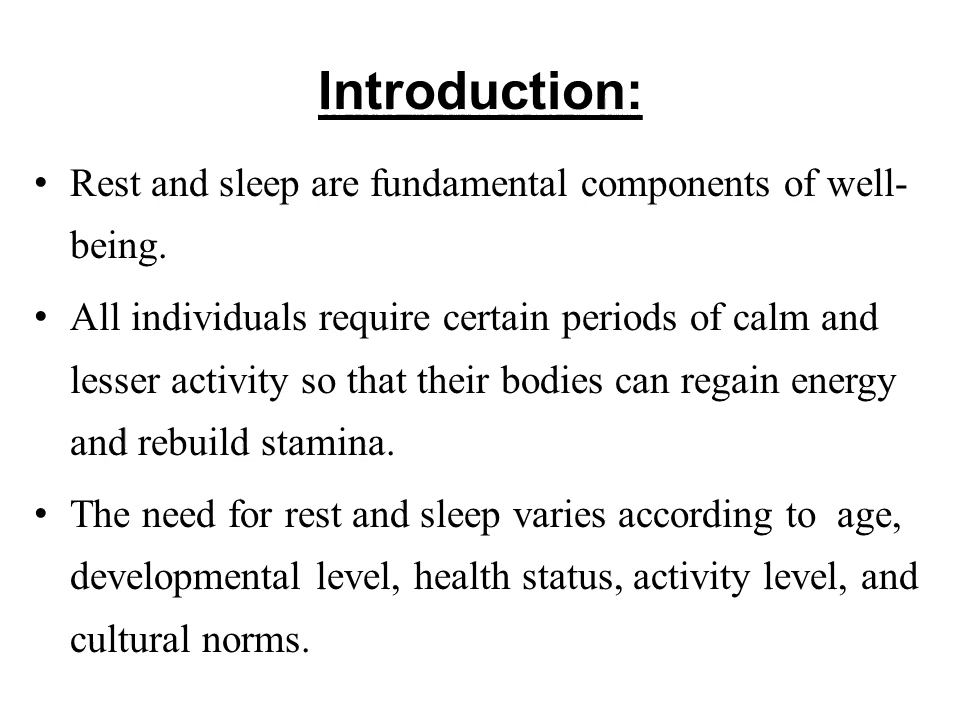 Introduction:
• Rest and sleep are fundamental components of well-
being.
• All individuals require certain periods of calm and
lesser activity so that their bodies can regain energy
and rebuild stamina.
• The need for rest and sleep varies according to  age,
developmental level, health status, activity level, and
cultural norms.